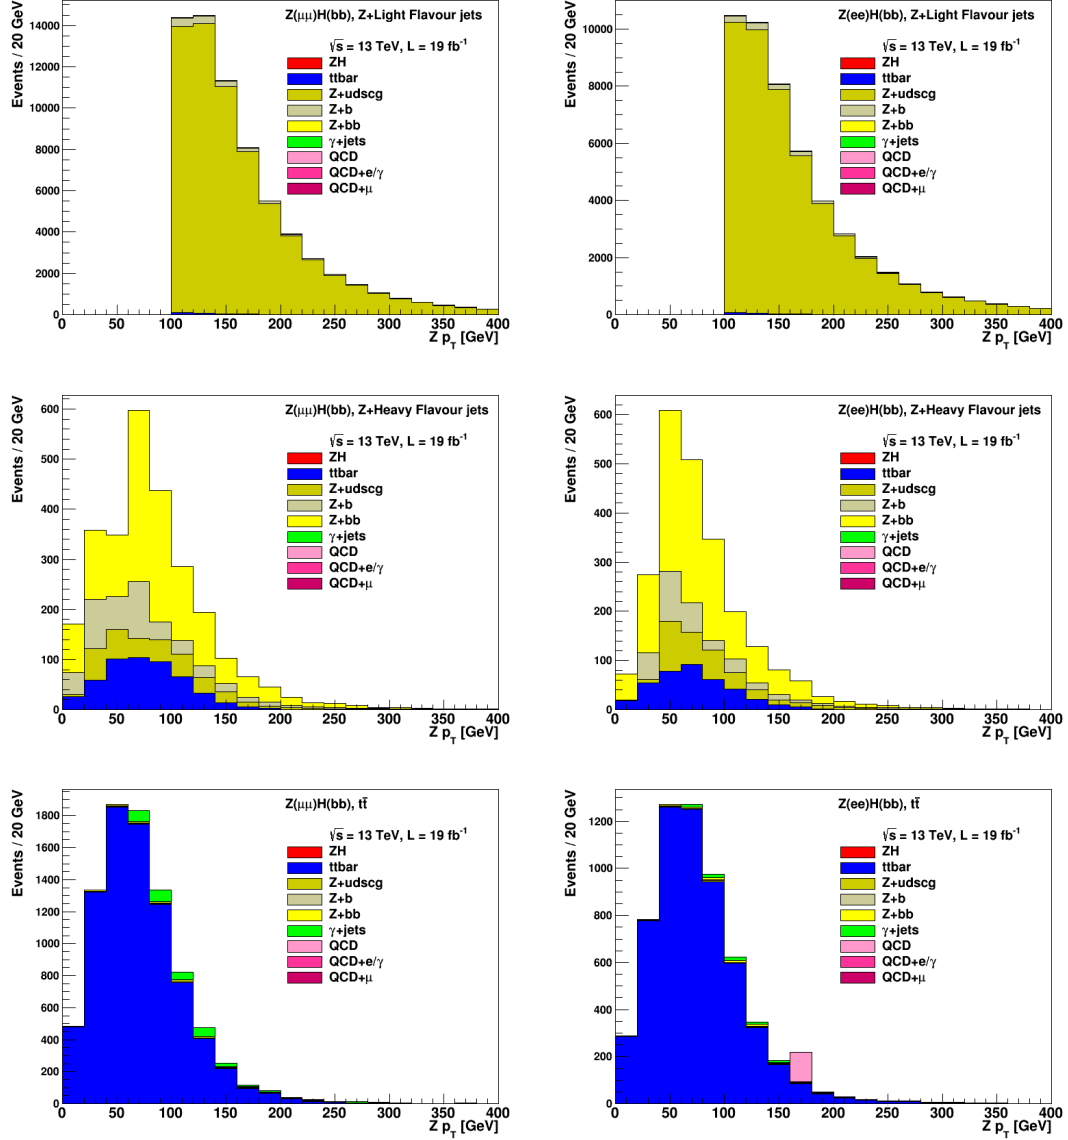 Z(μμ)H(bb), Z+Light Flavour jets
√s = 13 TeV, L = 19 fb⁻¹
ZH
ttbar
Z+udscg
Z+b
Z+bb
γ+jets
QCD
QCD+e/γ
QCD+μ
Events / 20 GeV
14000
12000
10000
8000
6000
4000
2000
0
0 50 100 150 200 250 300 350 400
Z p_T [GeV]
Z(ee)H(bb), Z+Light Flavour jets
√s = 13 TeV, L = 19 fb⁻¹
ZH
ttbar
Z+udscg
Z+b
Z+bb
γ+jets
QCD
QCD+e/γ
QCD+μ
Events / 20 GeV
10000
8000
6000
4000
2000
0
0 50 100 150 200 250 300 350 400
Z p_T [GeV]
Z(μμ)H(bb), Z+Heavy Flavour jets
√s = 13 TeV, L = 19 fb⁻¹
ZH
ttbar
Z+udscg
Z+b
Z+bb
γ+jets
QCD
QCD+e/γ
QCD+μ
Events / 20 GeV
600
500
400
300
200
100
0
0 50 100 150 200 250 300 350 400
Z p_T [GeV]
Z(ee)H(bb), Z+Heavy Flavour jets
√s = 13 TeV, L = 19 fb⁻¹
ZH
ttbar
Z+udscg
Z+b
Z+bb
γ+jets
QCD
QCD+e/γ
QCD+μ
Events / 20 GeV
600
500
400
300
200
100
0
0 50 100 150 200 250 300 350 400
Z p_T [GeV]
Z(μμ)H(bb), tt̄
√s = 13 TeV, L = 19 fb⁻¹
ZH
ttbar
Z+udscg
Z+b
Z+bb
γ+jets
QCD
QCD+e/γ
QCD+μ
Events / 20 GeV
1800
1600
1400
1200
1000
800
600
400
200
0
0 50 100 150 200 250 300 350 400
Z p_T [GeV]
Z(ee)H(bb), tt̄
√s = 13 TeV, L = 19 fb⁻¹
ZH
ttbar
Z+udscg
Z+b
Z+bb
γ+jets
QCD
QCD+e/γ
QCD+μ
Events / 20 GeV
1200
1000
800
600
400
200
0
0 50 100 150 200 250 300 350 400
Z p_T [GeV]